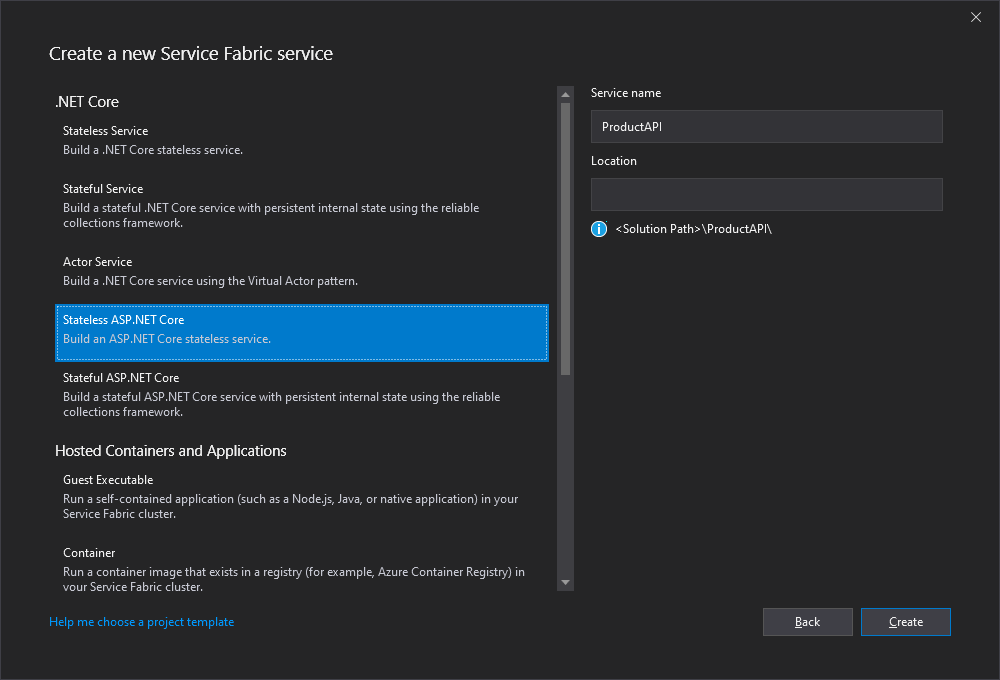 Create a new Service Fabric service
.NET Core
Stateless Service
Build a .NET Core stateless service.
Stateful Service
Build a stateful .NET Core service with persistent internal state using the reliable
collections framework.
Actor Service
Build a .NET Core service using the Virtual Actor pattern.
Stateless ASP.NET Core
Build an ASP.NET Core stateless service.
Stateful ASP.NET Core
Build a stateful ASP.NET Core service with persistent internal state using the reliable
collections framework.
Hosted Containers and Applications
Guest Executable
Run a self-contained application (such as a Node.js, Java, or native application) in your
Service Fabric cluster.
Container
Run a container image that exists in a registry (for example, Azure Container Registry) in
your Service Fabric cluster.
Service name
ProductAPI
Location
<Solution Path>\ProductAPI\
Help me choose a project template
Back
Create